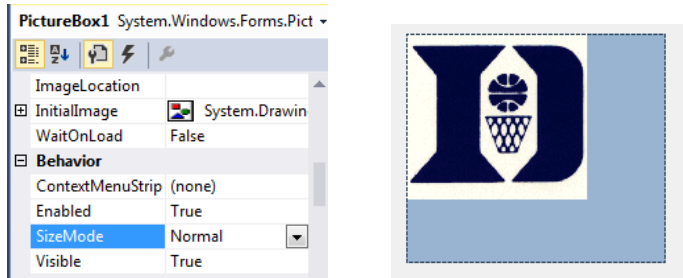 PictureBox1 System.Windows.Forms.Pict
ImageLocation
InitialImage System.Drawin
WaitOnLoad False
Behavior
ContextMenuStrip (none)
Enabled True
SizeMode Normal
Visible True
D